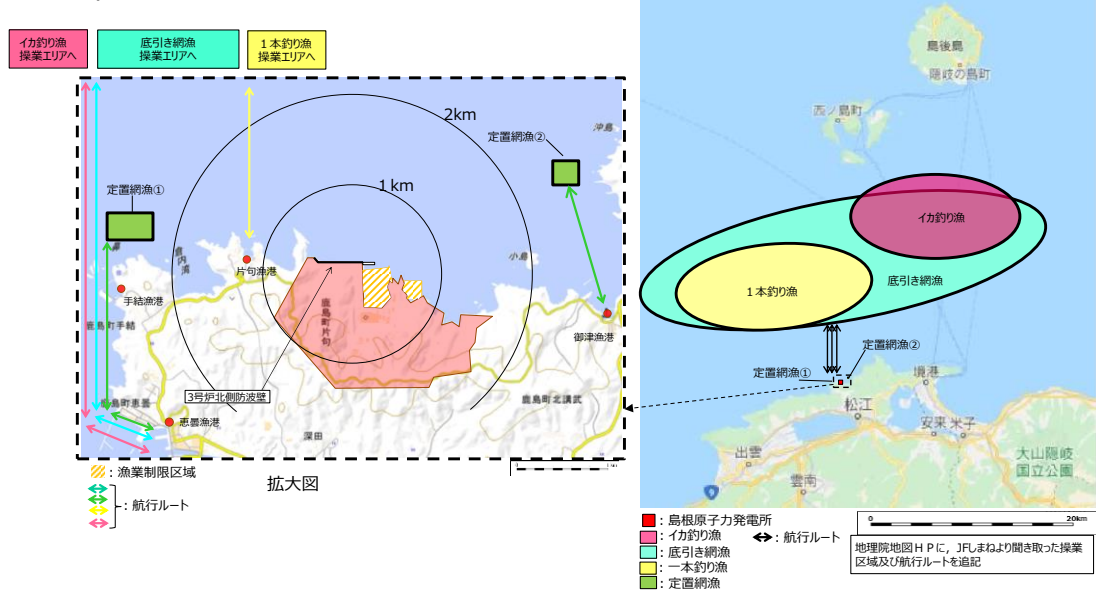 イカ釣り漁
操業エリアへ
底引き網漁
操業エリアへ
1本釣り漁
操業エリアへ
2km
1km
定置網漁①
定置網漁②
沖島
小島
片句漁港
手結漁港
御津漁港
恵曇漁港
鹿島町手結
鹿島町片句
鹿島町恵曇
鹿島町北講武
深田
3号炉北側防波壁
：漁業制限区域
：航行ルート
拡大図
島後島
隠岐の島町
西ノ島町
イカ釣り漁
底引き網漁
1本釣り漁
定置網漁②
定置網漁①
境港
松江
安来
米子
出雲
雲南
大山隠岐
国立公園
9
：島根原子力発電所
：イカ釣り漁
：航行ルート
：底引き網漁
：一本釣り漁
：定置網漁
0
20km
地理院地図ＨＰに，JFしまねより聞き取った操業
区域及び航行ルートを追記